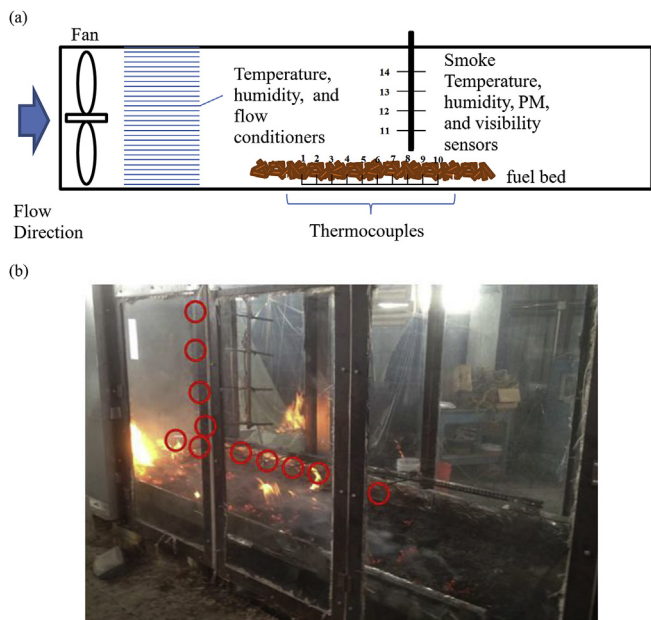 (a)
Fan
Temperature,
humidity, and
flow
conditioners
14
13
12
11
Smoke
Temperature,
humidity, PM,
and visibility
sensors
1 2 3 4 5 6 7 8 9 10
fuel bed
Flow
Direction
Thermocouples
(b)